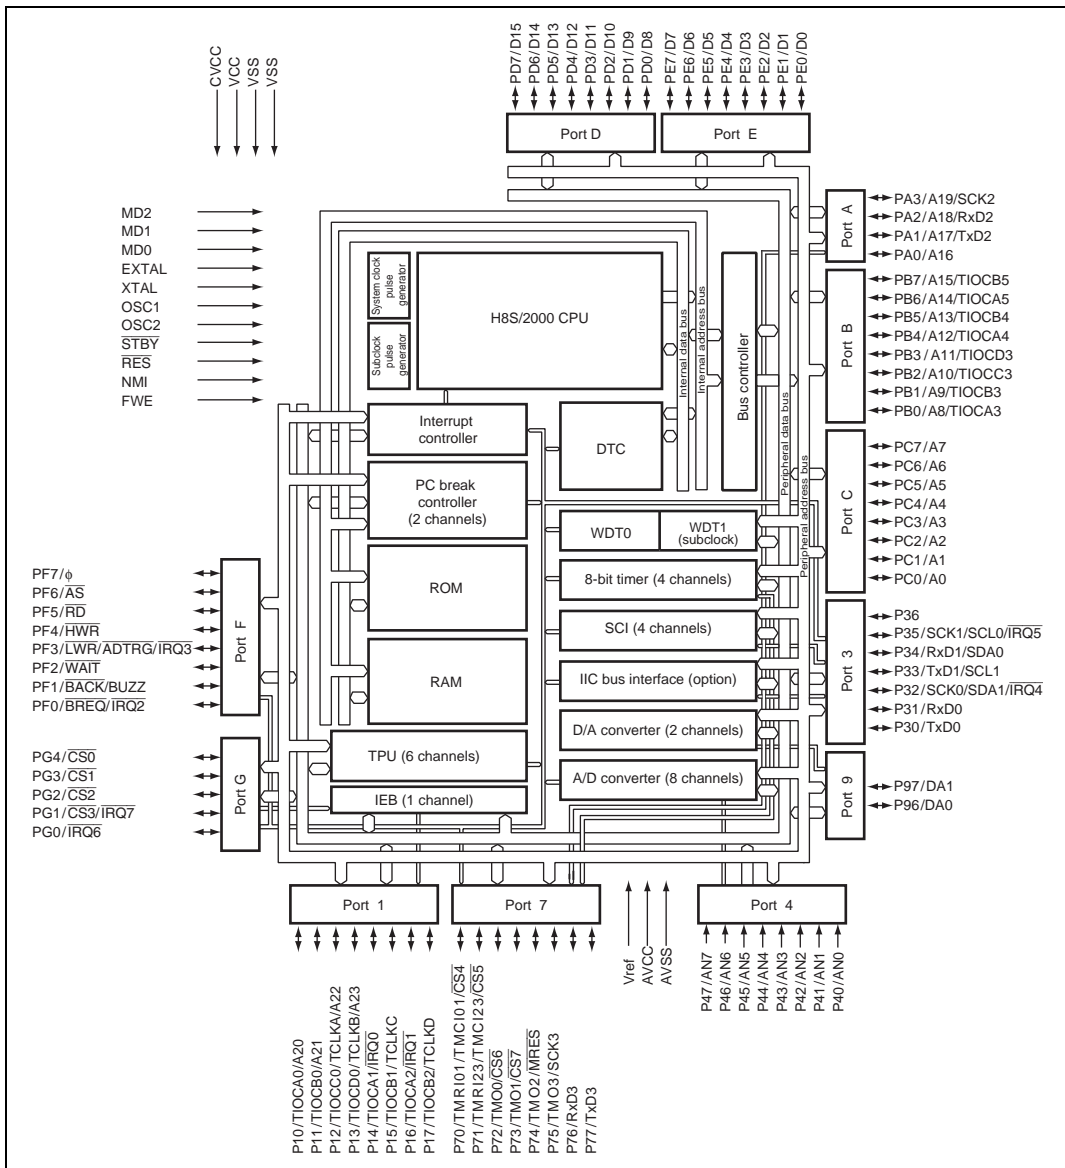 CVCC
VCC
VSS
VSS
PD7/D15
PD6/D14
PD5/D13
PD4/D12
PD3/D11
PD2/D10
PD1/D9
PD0/D8
PE7/D7
PE6/D6
PE5/D5
PE4/D4
PE3/D3
PE2/D2
PE1/D1
PE0/D0
Port D
Port E
MD2
MD1
MD0
EXTAL
XTAL
OSC1
OSC2
STBY
RES
NMI
FWE
System clock
pulse
generator
Subclock
pulse
generator
H8S/2000 CPU
Internal data bus
Internal address bus
Bus controller
Peripheral data bus
Peripheral address bus
Port A
PA3/A19/SCK2
PA2/A18/RxD2
PA1/A17/TxD2
PA0/A16
Port B
PB7/A15/TIOCB5
PB6/A14/TIOCA5
PB5/A13/TIOCB4
PB4/A12/TIOCA4
PB3/A11/TIOCD3
PB2/A10/TIOCC3
PB1/A9/TIOCB3
PB0/A8/TIOCA3
Interrupt
controller
DTC
PC break
controller
(2 channels)
Port C
PC7/A7
PC6/A6
PC5/A5
PC4/A4
PC3/A3
PC2/A2
PC1/A1
PC0/A0
WDT0
WDT1
(subclock)
ROM
8-bit timer (4 channels)
SCI (4 channels)
RAM
IIC bus interface (option)
D/A converter (2 channels)
TPU (6 channels)
A/D converter (8 channels)
IEB (1 channel)
PF7/ϕ
PF6/AS
PF5/RD
PF4/HWR
PF3/LWR/ADTRG/IRQ3
PF2/WAIT
PF1/BACK/BUZZ
PF0/BREQ/IRQ2
Port F
Port 3
P36
P35/SCK1/SCL0/IRQ5
P34/RxD1/SDA0
P33/TxD1/SCL1
P32/SCK0/SDA1/IRQ4
P31/RxD0
P30/TxD0
PG4/CS0
PG3/CS1
PG2/CS2
PG1/CS3/IRQ7
PG0/IRQ6
Port G
Port 9
P97/DA1
P96/DA0
Port 1
Port 7
Port 4
Vref
AVCC
AVSS
P10/TIOCA0/A20
P11/TIOCB0/A21
P12/TIOCC0/TCLKA/A22
P13/TIOCD0/TCLKB/A23
P14/TIOCA1/IRQ0
P15/TIOCB1/TCLKC
P16/TIOCA2/IRQ1
P17/TIOCB2/TCLKD
P70/TMRI01/TMCI01/CS4
P71/TMRI23/TMCI23/CS5
P72/TMO0/CS6
P73/TMO1/CS7
P74/TMO2/MRES
P75/TMO3/SCK3
P76/RxD3
P77/TxD3
P47/AN7
P46/AN6
P45/AN5
P44/AN4
P43/AN3
P42/AN2
P41/AN1
P40/AN0